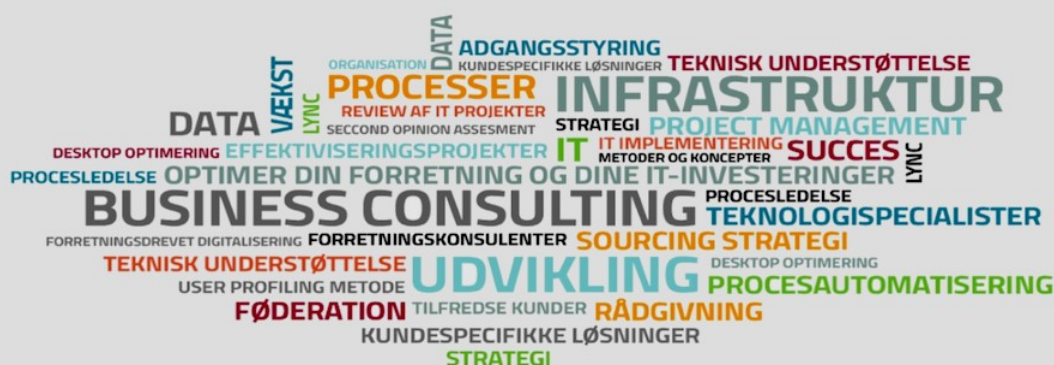 DATA
ADGANGSSTYRING
ORGANISATION KUNDESPECIFIKKE LØSNINGER TEKNISK UNDERSTØTTELSE
VÆKST
LYNC
PROCESSER INFRASTRUKTUR
REVIEW AF IT PROJEKTER
DATA SECCOND OPINION ASSESMENT STRATEGI PROJECT MANAGEMENT
DESKTOP OPTIMERING EFFEKTIVISERINGSPROJEKTER IT IT IMPLEMENTERING SUCCES LYNC
METODER OG KONCEPTER
PROCESLEDELSE OPTIMER DIN FORRETNING OG DINE IT-INVESTERINGER
BUSINESS CONSULTING PROCESLEDELSE
TEKNOLOGISPECIALISTER
FORRETNINGSDREVET DIGITALISERING FORRETNINGSKONSULENTER SOURCING STRATEGI
TEKNISK UNDERSTØTTELSE UDVIKLING DESKTOP OPTIMERING
USER PROFILING METODE PROCESAUTOMATISERING
FØDERATION TILFREDSE KUNDER RÅDGIVNING
KUNDESPECIFIKKE LØSNINGER
STRATEGI